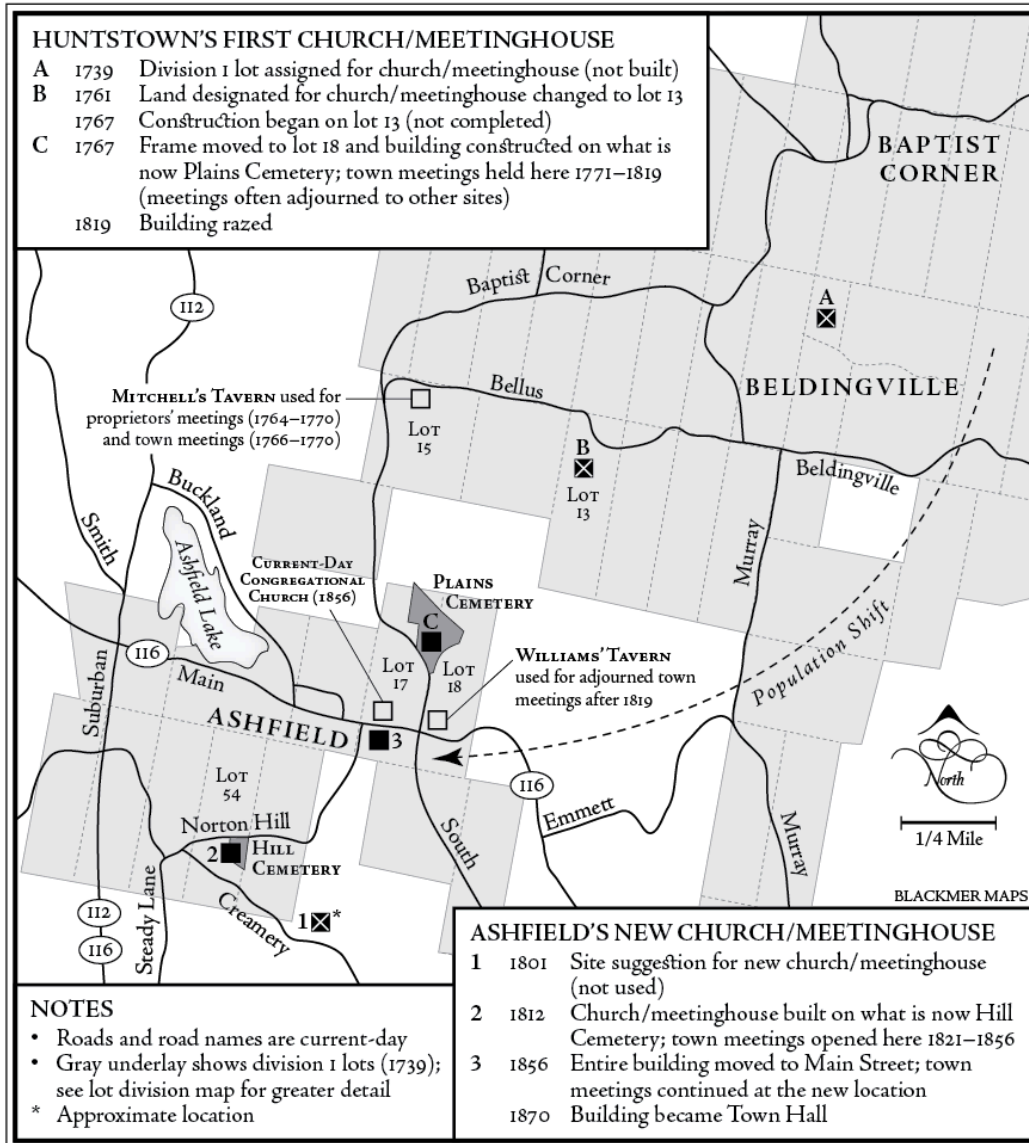 HUNTSTOWN'S FIRST CHURCH/MEETINGHOUSE
A 1739 Division 1 lot assigned for church/meetinghouse (not built)
B 1761 Land designated for church/meetinghouse changed to lot 13
1767 Construction began on lot 13 (not completed)
C 1767 Frame moved to lot 18 and building constructed on what is
now Plains Cemetery; town meetings held here 1771–1819
(meetings often adjourned to other sites)
1819 Building razed
BAPTIST
CORNER
Baptist Corner
112
A
BELDINGVILLE
MITCHELL'S TAVERN used for
proprietors' meetings (1764–1770)
and town meetings (1766–1770)
Bellus
LOT
15
B
LOT
13
Beldingville
Smith
Buckland
Ashfield Lake
CURRENT-DAY
CONGREGATIONAL
CHURCH (1856)
PLAINS
CEMETERY
C
Murray
Population Shift
116
Main
Suburban
LOT
17
LOT
18
WILLIAMS' TAVERN
used for adjourned town
meetings after 1819
ASHFIELD
3
116
North
1/4 Mile
LOT
54
Norton Hill
2
HILL
CEMETERY
South
Emmett
Murray
Steady Lane
Creamery
1 *
112
116
BLACKMER MAPS
NOTES
• Roads and road names are current-day
• Gray underlay shows division 1 lots (1739);
see lot division map for greater detail
* Approximate location
ASHFIELD'S NEW CHURCH/MEETINGHOUSE
1 1801 Site suggestion for new church/meetinghouse
(not used)
2 1812 Church/meetinghouse built on what is now Hill
Cemetery; town meetings opened here 1821–1856
3 1856 Entire building moved to Main Street; town
meetings continued at the new location
1870 Building became Town Hall